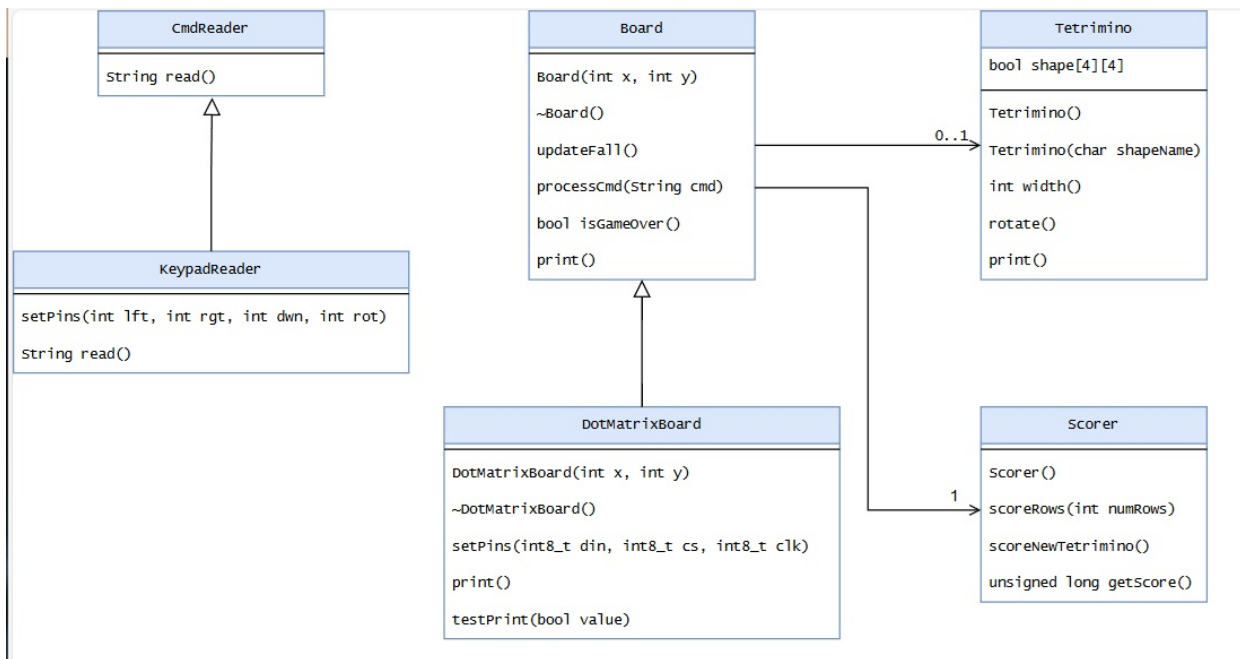 CmdReader
String read()
KeypadReader
setPins(int lft, int rgt, int dwn, int rot)
String read()
Board
Board(int x, int y)
~Board()
updateFall()
processCmd(String cmd)
bool isGameOver()
print()
0..1
1
DotMatrixBoard
DotMatrixBoard(int x, int y)
~DotMatrixBoard()
setPins(int8_t din, int8_t cs, int8_t clk)
print()
testPrint(bool value)
Tetrimino
bool shape[4][4]
Tetrimino()
Tetrimino(char shapeName)
int width()
rotate()
print()
Scorer
Scorer()
scoreRows(int numRows)
scoreNewTetrimino()
unsigned long getScore()